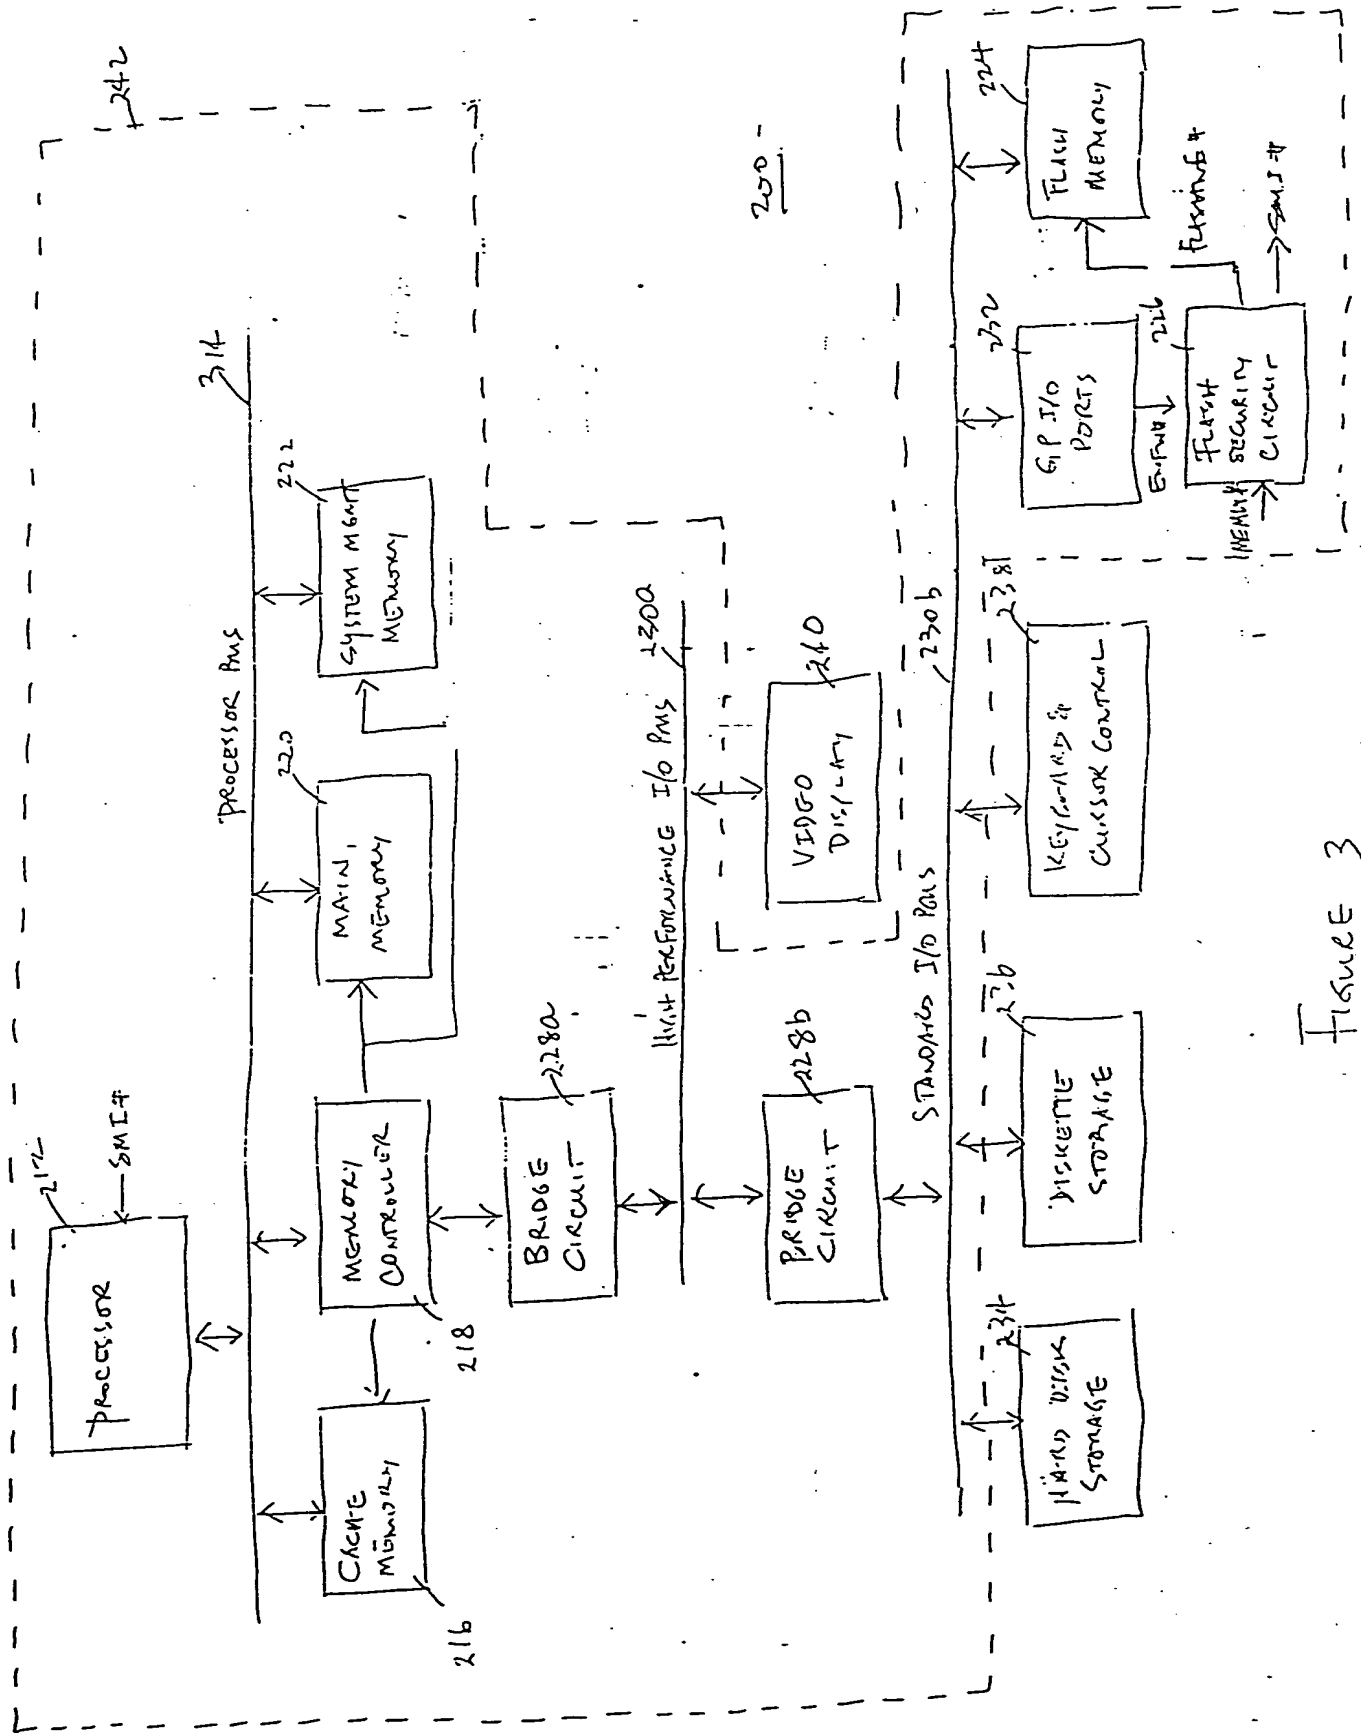 242
212
PROCESSOR
SMI#
PROCESSOR BUS
314
CACHE
MEMORY
216
MEMORY
CONTROLLER
218
MAIN
MEMORY
220
SYSTEM MGMT
MEMORY
222
BRIDGE
CIRCUIT
228a
HIGH PERFORMANCE I/O BUS
230a
200
BRIDGE
CIRCUIT
228b
VIDEO
DISPLAY
240
STANDARD I/O BUS
230b
HARD DISK
STORAGE
234
DISKETTE
STORAGE
236
KEYBOARD &
CURSOR CONTROL
238
GP I/O
PORTS
232
FLASH
MEMORY
224
FLASH
SECURITY
CIRCUIT
226
SMI#
FIGURE 3